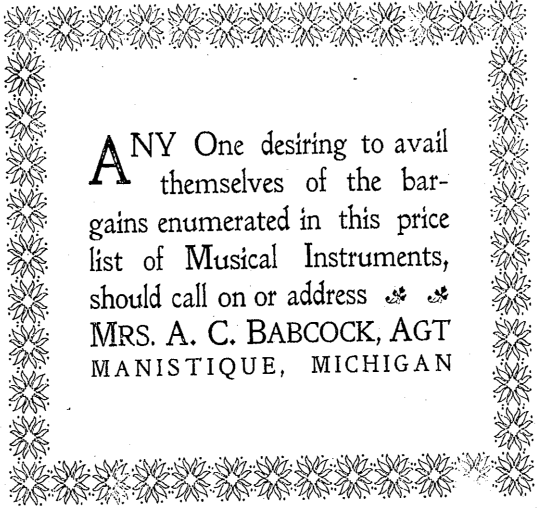 ANY One desiring to avail
themselves of the bar-
gains enumerated in this price
list of Musical Instruments,
should call on or address
MRS. A. C. BABCOCK, AGT
MANISTIQUE, MICHIGAN